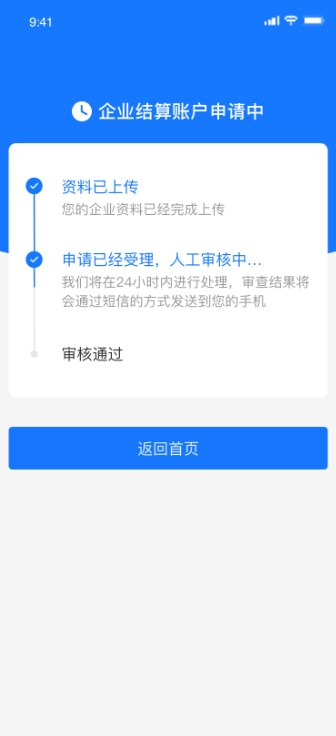 9:41
企业结算账户申请中
资料已上传
您的企业资料已经完成上传
申请已经受理，人工审核中...
我们将在24小时内进行处理，审查结果将
会通过短信的方式发送到您的手机
审核通过
返回首页